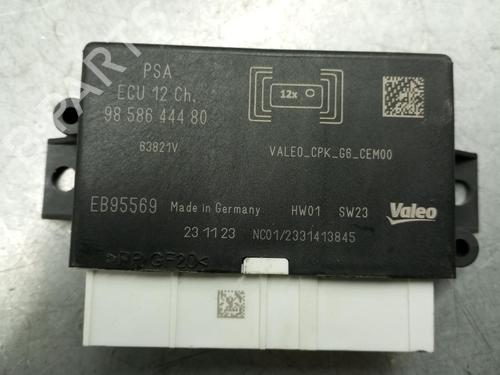 PSA
ECU 12 Ch.
98 586 444 80
12x
63821V
VALEO_CPK_G6_CEM00
EB95569 Made in Germany HW01 SW23 Valeo
23 11 23 NC01/2331413845
>PP GF20<